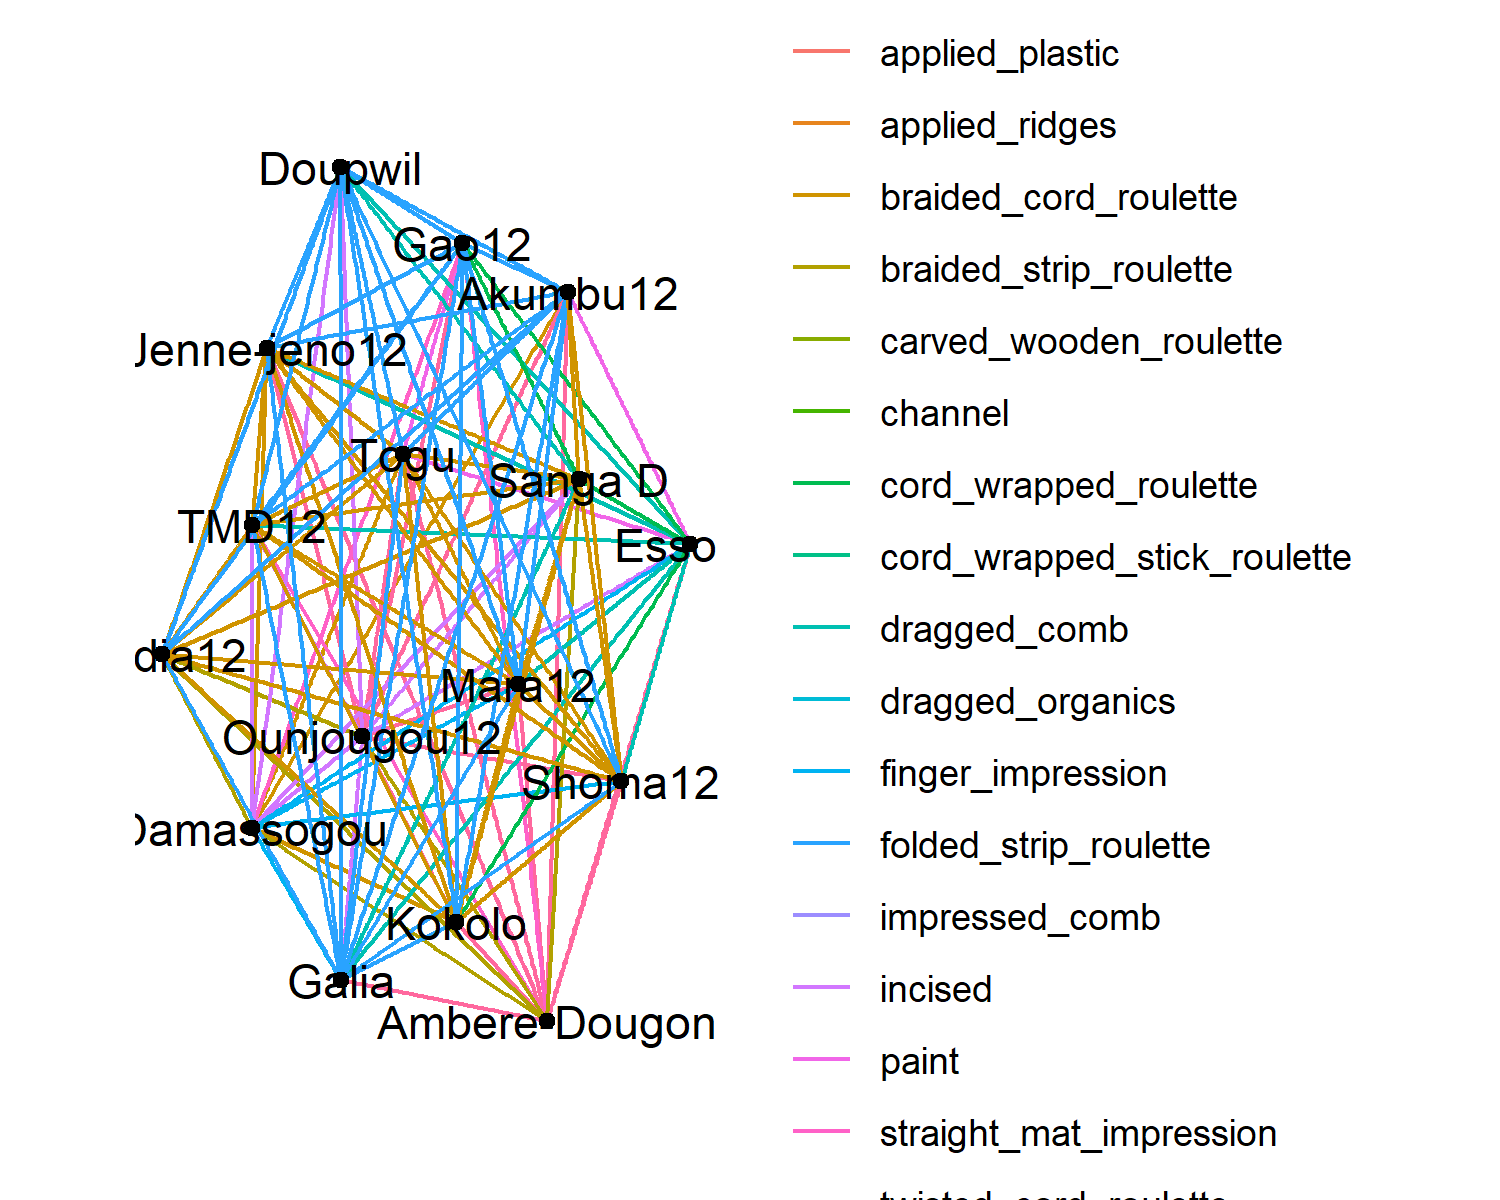 Doupwil
Gao12
Akumbu12
Jenne-jeno12
Togu
Sanga D
TMD12
Esso
dia12
Mara12
Ounjougou12
Shoma12
Damassogou
Kokolo
Galia
Ambere-Dougon
applied_plastic
applied_ridges
braided_cord_roulette
braided_strip_roulette
carved_wooden_roulette
channel
cord_wrapped_roulette
cord_wrapped_stick_roulette
dragged_comb
dragged_organics
finger_impression
folded_strip_roulette
impressed_comb
incised
paint
straight_mat_impression